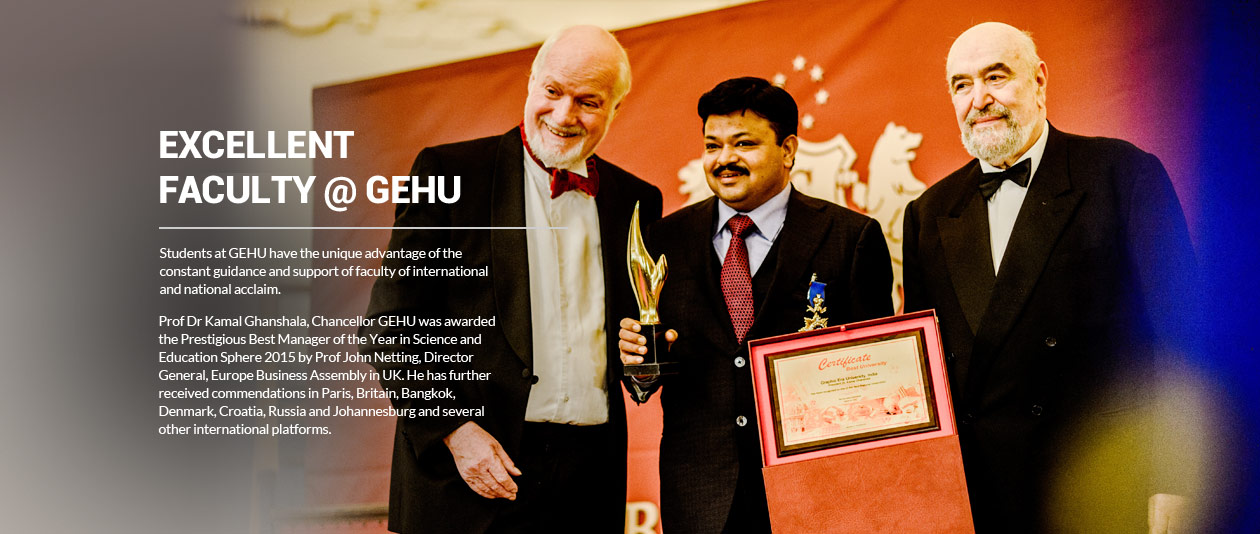 EXCELLENT
FACULTY @ GEHU
Students at GEHU have the unique advantage of the
constant guidance and support of faculty of international
and national acclaim.
Prof Dr Kamal Ghanshala, Chancellor GEHU was awarded
the Prestigious Best Manager of the Year in Science and
Education Sphere 2015 by Prof John Netting, Director
General, Europe Business Assembly in UK. He has further
received commendations in Paris, Britain, Bangkok,
Denmark, Croatia, Russia and Johannesburg and several
other international platforms.
Certificate
Best University
Graphic Era University, India